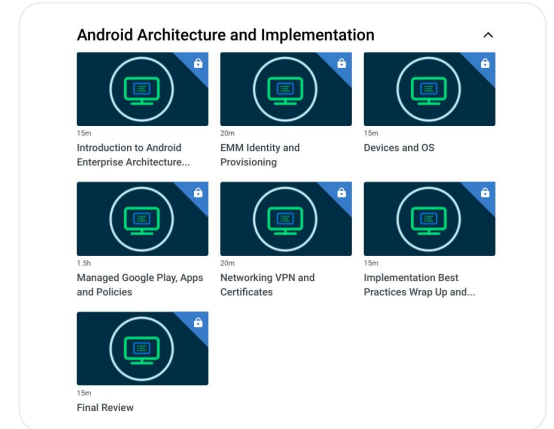 Android Architecture and Implementation
15m
Introduction to Android
Enterprise Architecture...
20m
EMM Identity and
Provisioning
15m
Devices and OS
1.5h
Managed Google Play, Apps
and Policies
20m
Networking VPN and
Certificates
15m
Implementation Best
Practices Wrap Up and...
15m
Final Review